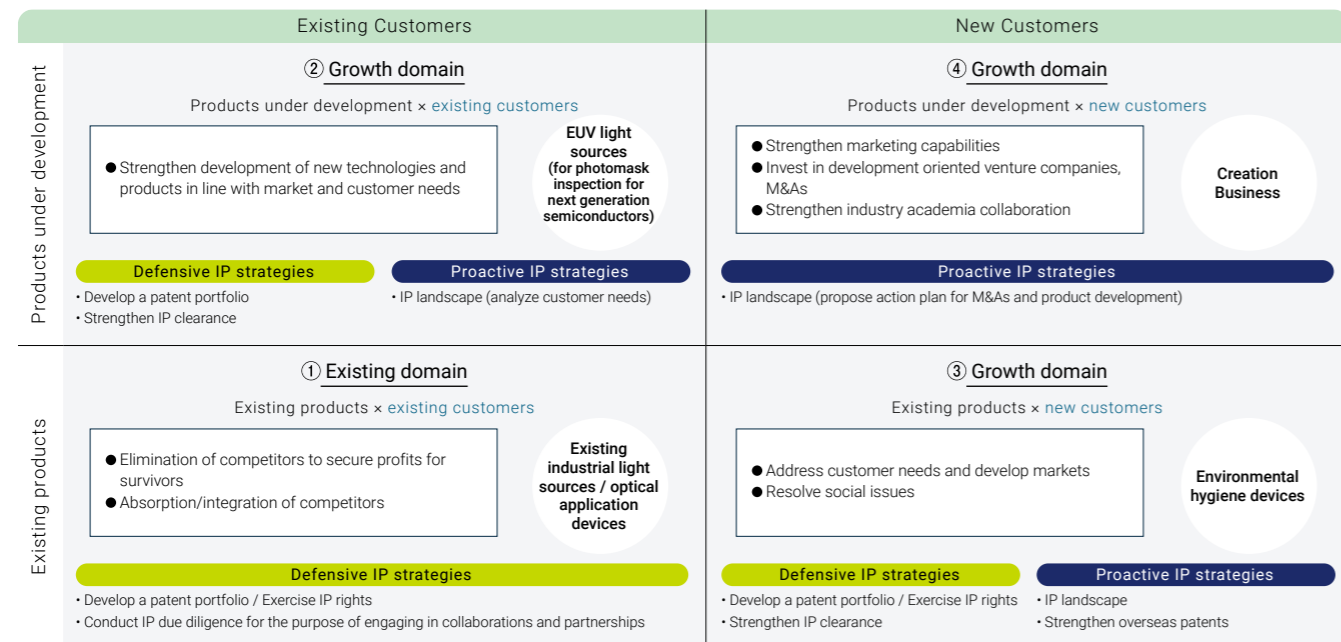 Existing Customers
New Customers
Products under development
② Growth domain
Products under development × existing customers
● Strengthen development of new technologies and
products in line with market and customer needs
EUV light
sources
(for photomask
inspection for
next generation
semiconductors)
Defensive IP strategies
・Develop a patent portfolio
・Strengthen IP clearance
Proactive IP strategies
・IP landscape (analyze customer needs)
④ Growth domain
Products under development × new customers
● Strengthen marketing capabilities
● Invest in development oriented venture companies,
M&As
● Strengthen industry academia collaboration
Creation
Business
Proactive IP strategies
・IP landscape (propose action plan for M&As and product development)
Existing products
① Existing domain
Existing products × existing customers
● Elimination of competitors to secure profits for
survivors
● Absorption/integration of competitors
Existing
industrial light
sources / optical
application
devices
Defensive IP strategies
・Develop a patent portfolio / Exercise IP rights
・Conduct IP due diligence for the purpose of engaging in collaborations and partnerships
③ Growth domain
Existing products × new customers
● Address customer needs and develop markets
● Resolve social issues
Environmental
hygiene devices
Defensive IP strategies
・Develop a patent portfolio / Exercise IP rights
・Strengthen IP clearance
Proactive IP strategies
・IP landscape
・Strengthen overseas patents